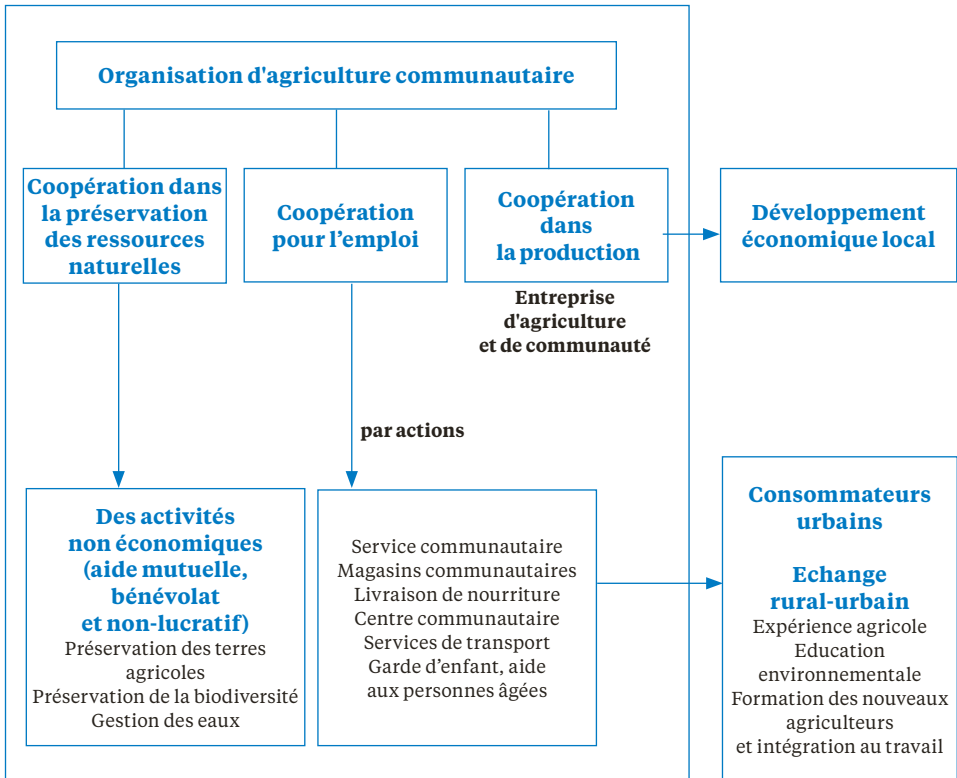 Organisation d'agriculture communautaire
Coopération dans
la préservation
des ressources
naturelles
Coopération
pour l’emploi
Coopération
dans
la production
Développement
économique local
Entreprise
d'agriculture
et de communauté
par actions
Des activités
non économiques
(aide mutuelle,
bénévolat
et non-lucratif)
Préservation des terres
agricoles
Préservation de la biodiversité
Gestion des eaux
Service communautaire
Magasins communautaires
Livraison de nourriture
Centre communautaire
Services de transport
Garde d’enfant, aide
aux personnes âgées
Consommateurs
urbains
Echange
rural-urbain
Expérience agricole
Education
environnementale
Formation des nouveaux
agriculteurs
et intégration au travail